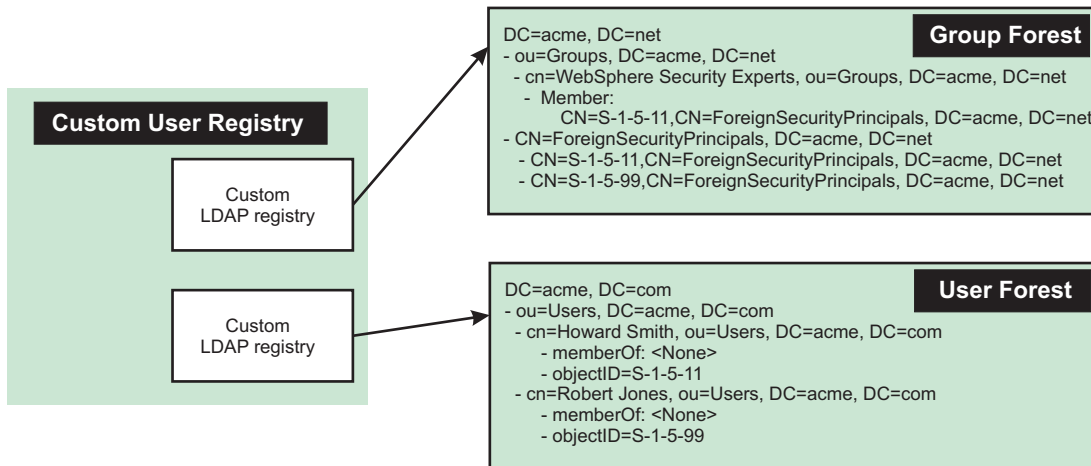 Custom User Registry
Custom
LDAP registry
Custom
LDAP registry
Group Forest
DC=acme, DC=net
- ou=Groups, DC=acme, DC=net
- cn=WebSphere Security Experts, ou=Groups, DC=acme, DC=net
- Member:
CN=S-1-5-11,CN=ForeignSecurityPrincipals, DC=acme, DC=net
- CN=ForeignSecurityPrincipals, DC=acme, DC=net
- CN=S-1-5-11,CN=ForeignSecurityPrincipals, DC=acme, DC=net
- CN=S-1-5-99,CN=ForeignSecurityPrincipals, DC=acme, DC=net
User Forest
DC=acme, DC=com
- ou=Users, DC=acme, DC=com
- cn=Howard Smith, ou=Users, DC=acme, DC=com
- memberOf: <None>
- objectID=S-1-5-11
- cn=Robert Jones, ou=Users, DC=acme, DC=com
- memberOf: <None>
- objectID=S-1-5-99